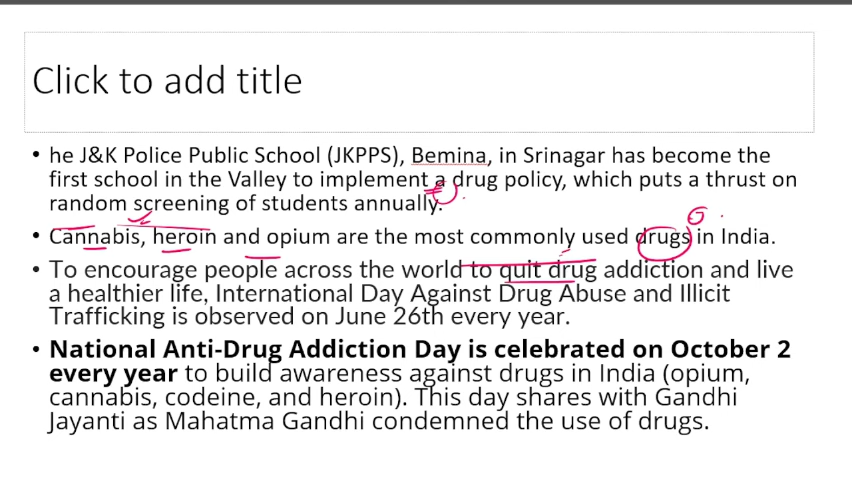 Click to add title
• he J&K Police Public School (JKPPS), Bemina, in Srinagar has become the
first school in the Valley to implement a drug policy, which puts a thrust on
random screening of students annually.
• Cannabis, heroin and opium are the most commonly used drugs in India.
• To encourage people across the world to quit drug addiction and live
a healthier life, International Day Against Drug Abuse and Illicit
Trafficking is observed on June 26th every year.
• National Anti-Drug Addiction Day is celebrated on October 2
every year to build awareness against drugs in India (opium,
cannabis, codeine, and heroin). This day shares with Gandhi
Jayanti as Mahatma Gandhi condemned the use of drugs.